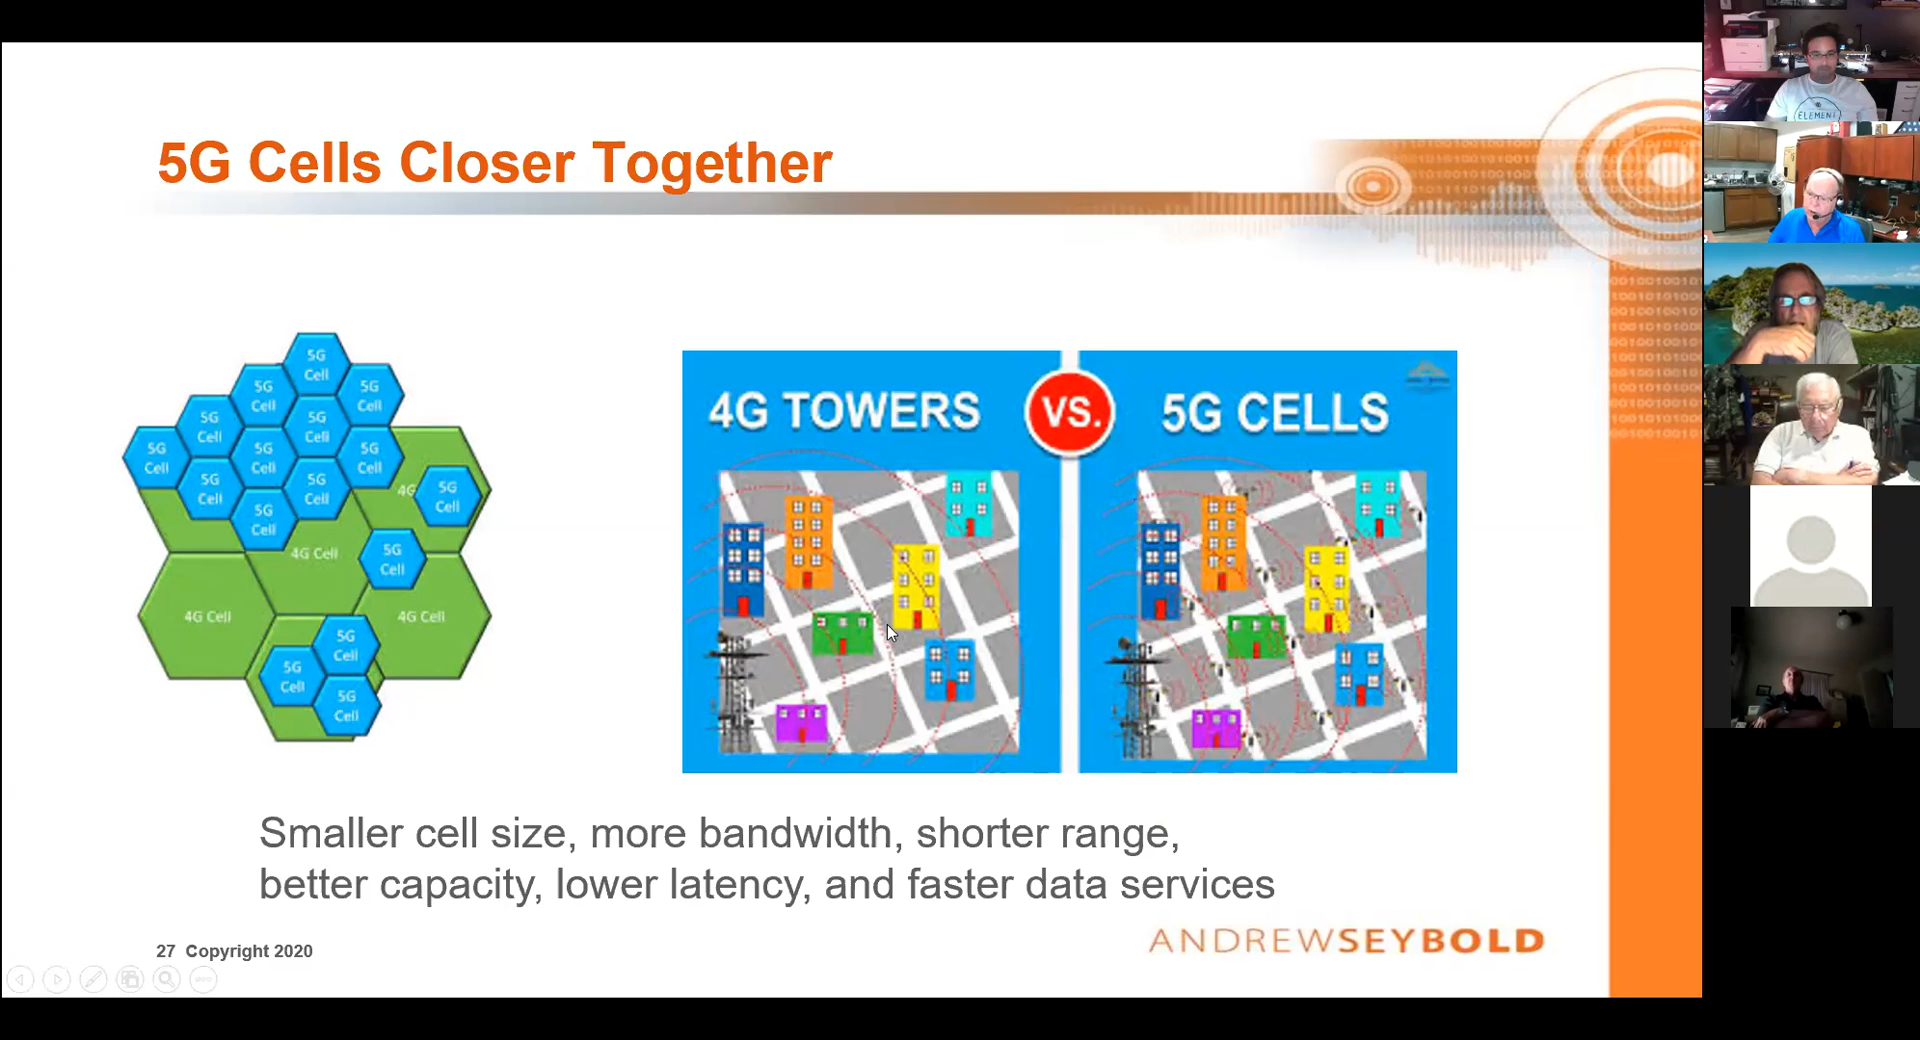 5G Cells Closer Together
5G
Cell
5G
Cell
5G
Cell
5G
Cell
5G
Cell
5G
Cell
5G
Cell
5G
Cell
5G
Cell
5G
Cell
5G
Cell
5G
Cell
4G
5G
Cell
4G Cell
5G
Cell
4G Cell
4G Cell
5G
Cell
5G
Cell
5G
Cell
4G TOWERS
VS.
5G CELLS
Smaller cell size, more bandwidth, shorter range,
better capacity, lower latency, and faster data services
27 Copyright 2020
ANDREWSEYBOLD
ELEMENT